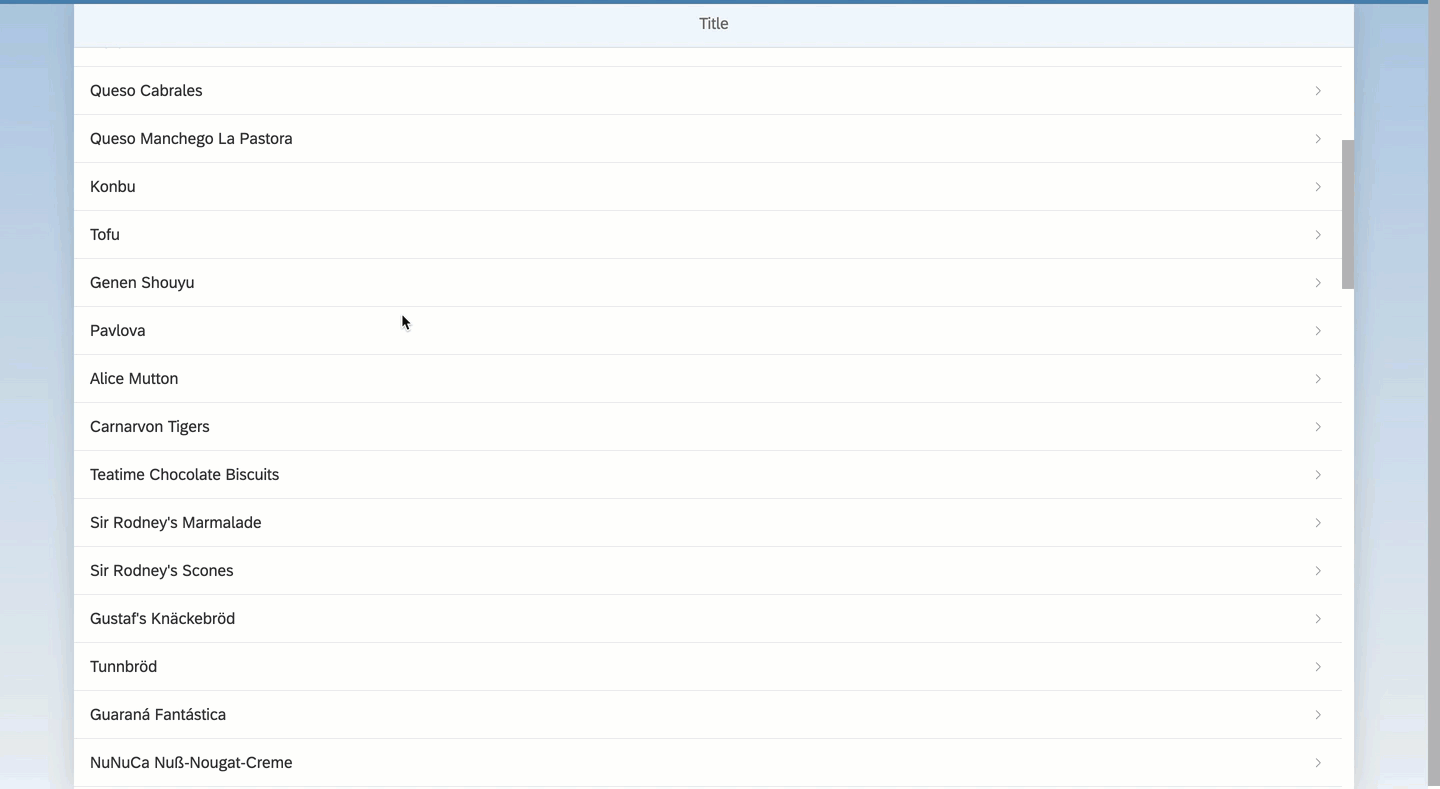 Title
Queso Cabrales
Queso Manchego La Pastora
Konbu
Tofu
Genen Shouyu
Pavlova
Alice Mutton
Carnarvon Tigers
Teatime Chocolate Biscuits
Sir Rodney's Marmalade
Sir Rodney's Scones
Gustaf's Knäckebröd
Tunnbröd
Guaraná Fantástica
NuNuCa Nuß-Nougat-Creme